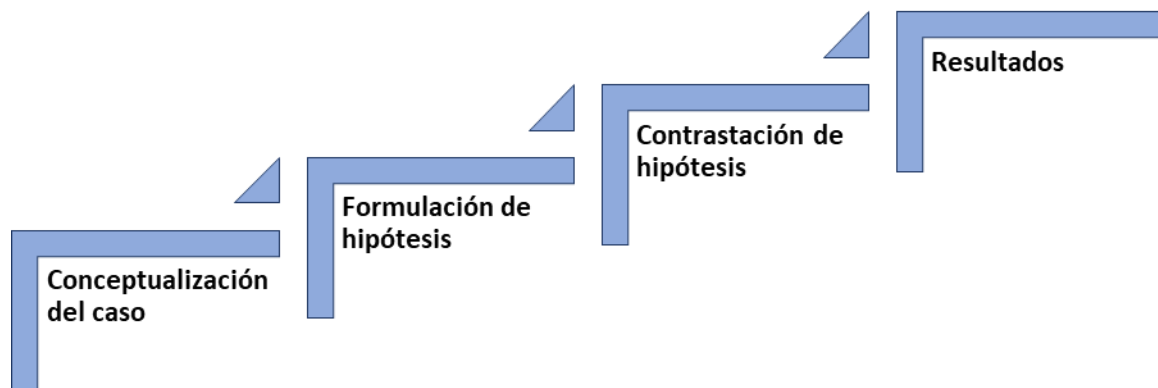 Resultados
Contrastación de
hipótesis
Formulación de
hipótesis
Conceptualización
del caso